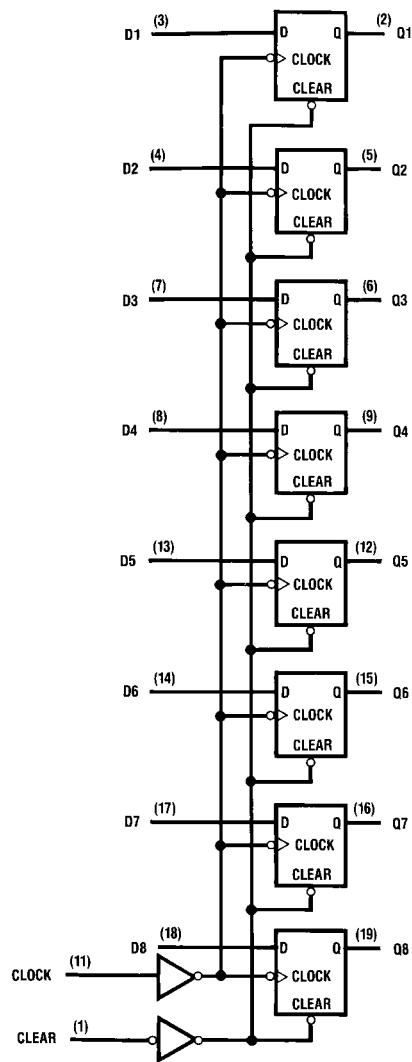 D1 (3) D Q (2) Q1
CLOCK
CLEAR
D2 (4) D Q (5) Q2
CLOCK
CLEAR
D3 (7) D Q (6) Q3
CLOCK
CLEAR
D4 (8) D Q (9) Q4
CLOCK
CLEAR
D5 (13) D Q (12) Q5
CLOCK
CLEAR
D6 (14) D Q (15) Q6
CLOCK
CLEAR
D7 (17) D Q (16) Q7
CLOCK
CLEAR
D8 (18) D Q (19) Q8
CLOCK (11) CLOCK
CLEAR
CLEAR (1)